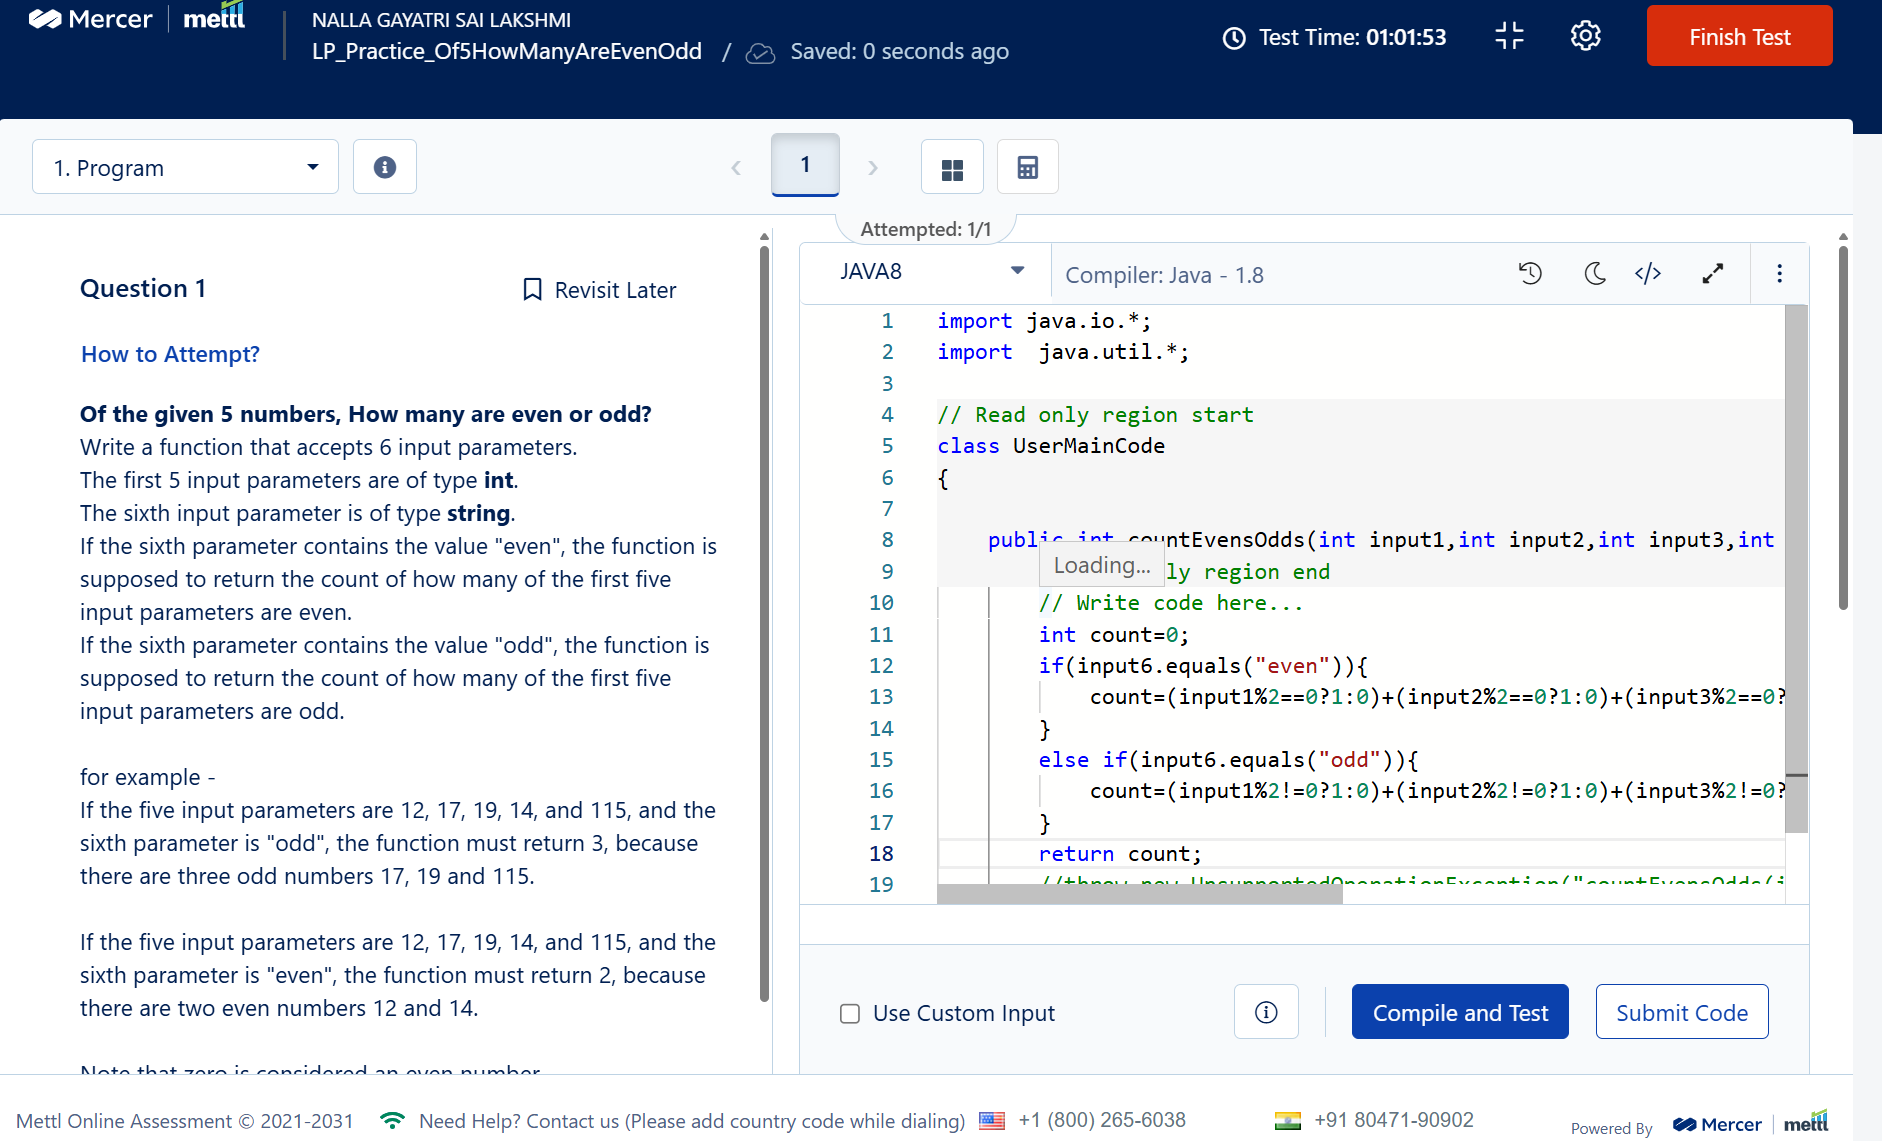 Mercer mettl
NALLA GAYATRI SAI LAKSHMI
LP_Practice_Of5HowManyAreEvenOdd / Saved: 0 seconds ago
Test Time: 01:01:53
Finish Test
1. Program
1
Attempted: 1/1
Question 1
Revisit Later
How to Attempt?
Of the given 5 numbers, How many are even or odd?
Write a function that accepts 6 input parameters.
The first 5 input parameters are of type int.
The sixth input parameter is of type string.
If the sixth parameter contains the value "even", the function is
supposed to return the count of how many of the first five
input parameters are even.
If the sixth parameter contains the value "odd", the function is
supposed to return the count of how many of the first five
input parameters are odd.
for example -
If the five input parameters are 12, 17, 19, 14, and 115, and the
sixth parameter is "odd", the function must return 3, because
there are three odd numbers 17, 19 and 115.
If the five input parameters are 12, 17, 19, 14, and 115, and the
sixth parameter is "even", the function must return 2, because
there are two even numbers 12 and 14.
Note that zero is considered an even number
JAVA8
Compiler: Java - 1.8
1 import java.io.*;
2 import  java.util.*;
3
4 // Read only region start
5 class UserMainCode
6 {
7
8 public int countEvensOdds(int input1,int input2,int input3,int
Loading...
9 ly region end
10 // Write code here...
11 int count=0;
12 if(input6.equals("even")){
13 count=(input1%2==0?1:0)+(input2%2==0?1:0)+(input3%2==0?
14 }
15 else if(input6.equals("odd")){
16 count=(input1%2!=0?1:0)+(input2%2!=0?1:0)+(input3%2!=0?
17 }
18 return count;
19 //throw new UnsupportedOperationException("countEvensOdds(i
Use Custom Input
Compile and Test
Submit Code
Mettl Online Assessment © 2021-2031
Need Help? Contact us (Please add country code while dialing)
+1 (800) 265-6038
+91 80471-90902
Powered By
Mercer mettl